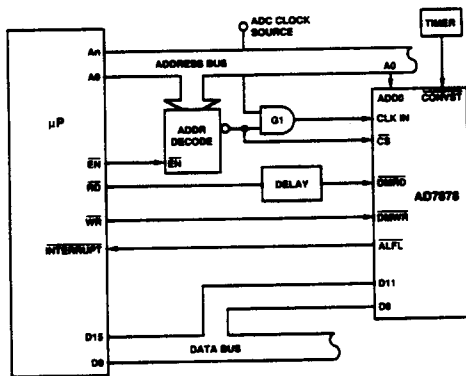 ADC CLOCK
SOURCE
TIMER
An
ADDRESS BUS
A0
A0
ADD0
CONVST
μP
ADDR
DECODE
G1
CLK IN
CS
EN
EN
RD
DELAY
DMRD
AD7878
WR
DMWR
INTERRUPT
ALFL
D11
D0
D15
DATA BUS
D0